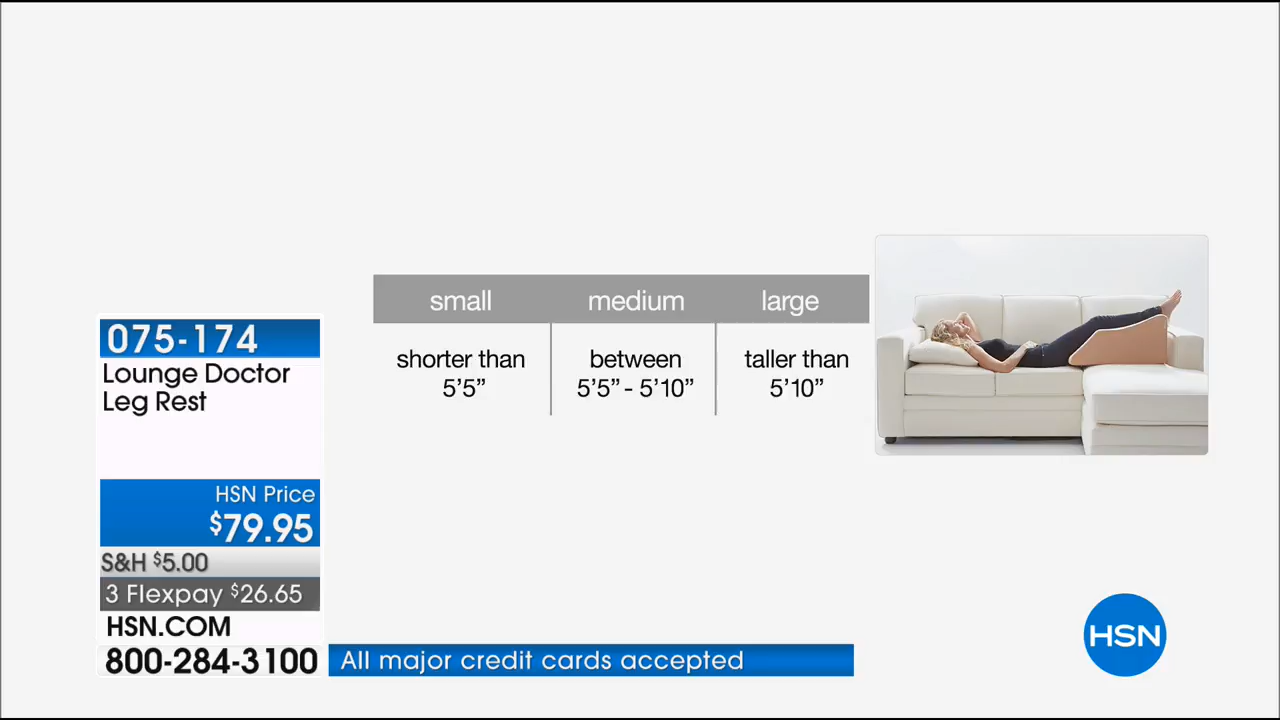 small medium large
shorter than between taller than
5’5” 5’5” - 5’10” 5’10”
075-174
Lounge Doctor
Leg Rest
HSN Price
$79.95
S&H $5.00
3 Flexpay $26.65
HSN.COM
800-284-3100
All major credit cards accepted
HSN